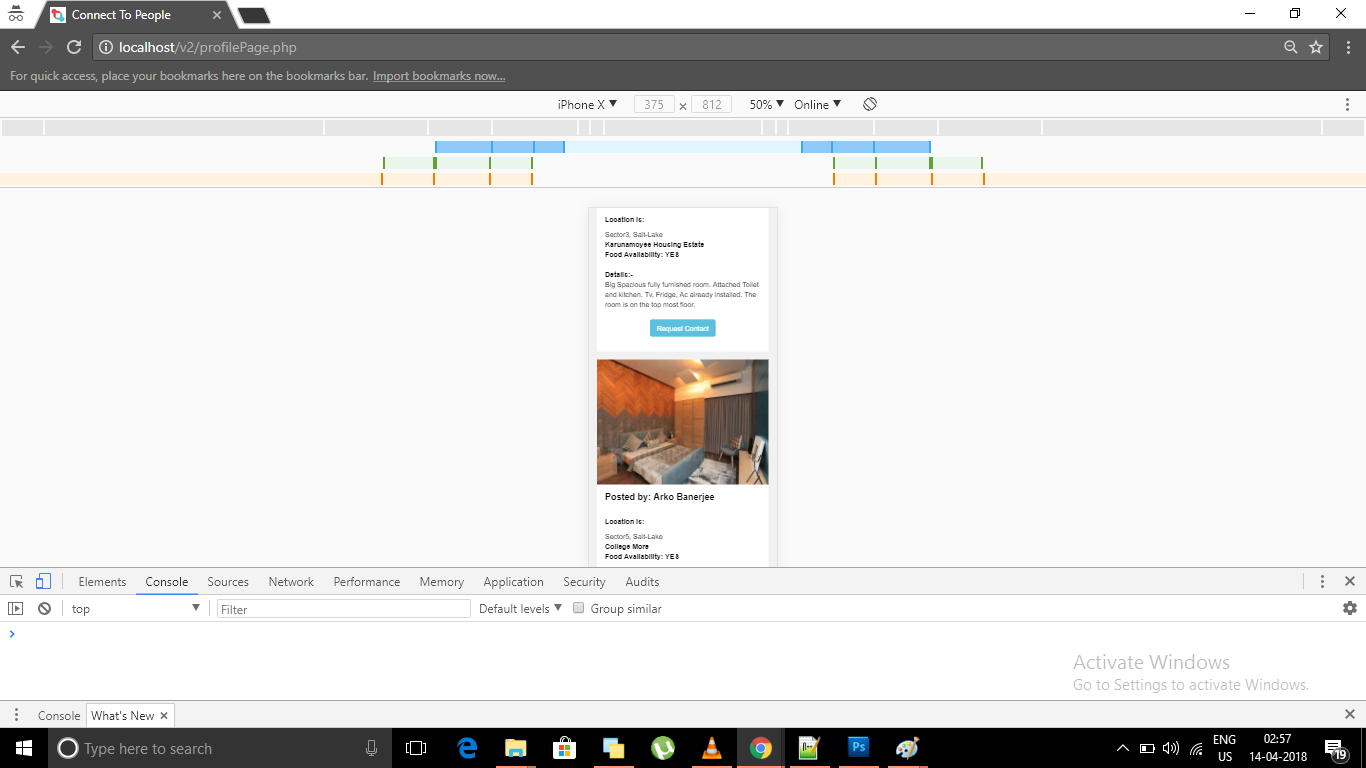 Connect To People
localhost/v2/profilePage.php
For quick access, place your bookmarks here on the bookmarks bar. Import bookmarks now...
iPhone X 375 × 812 50% Online
Location is:
Sector3, Salt-Lake
Karunamoyee Housing Estate
Food Availability: YES
Details:-
Big Spacious fully furnished room. Attached Toilet
and kitchen. Tv, Fridge, Ac already installed. The
room is on the top most floor.
Request Contact
Posted by: Arko Banerjee
Location is:
Sector5, Salt-Lake
College More
Food Availability: YES
Elements Console Sources Network Performance Memory Application Security Audits
top Filter Default levels Group similar
Activate Windows
Go to Settings to activate Windows.
Console What's New
Type here to search
Ps
ENG
US
02:57
14-04-2018
19